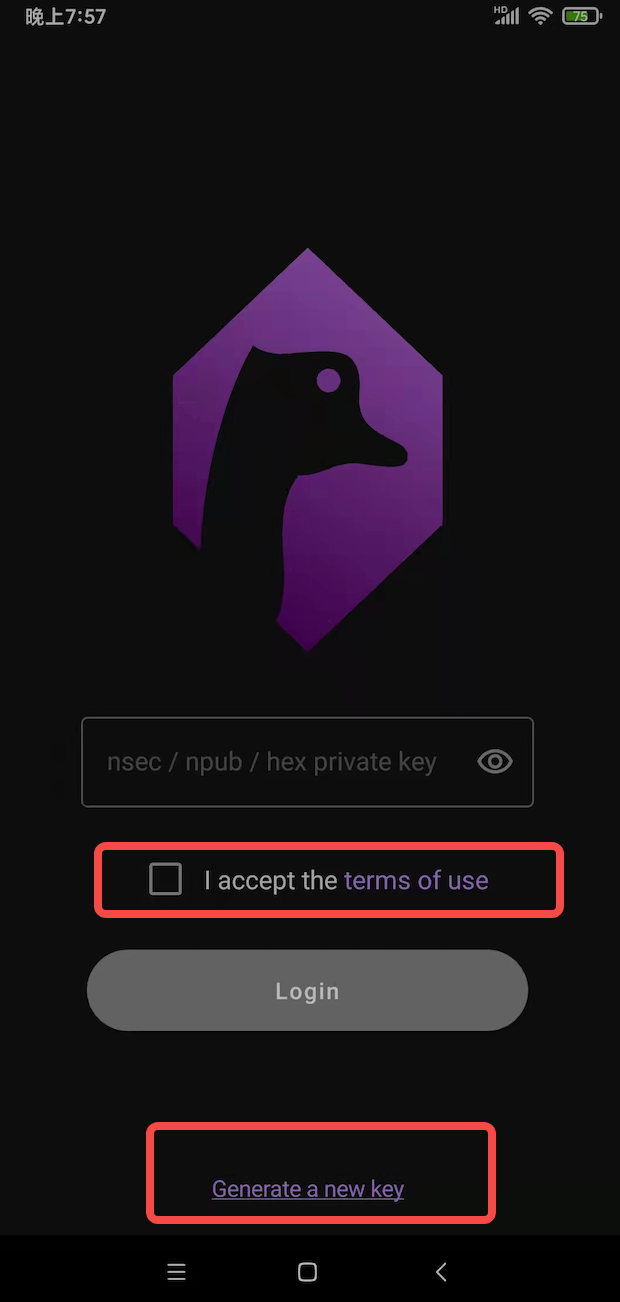 晚上7:57
HD
75
nsec / npub / hex private key
I accept the terms of use
Login
Generate a new key